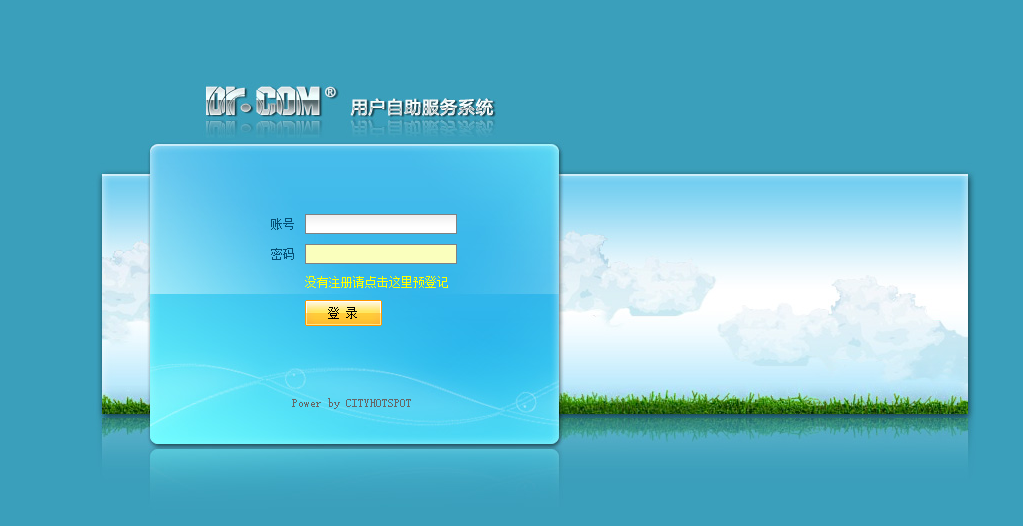 Dr.COM® 用户自助服务系统
账号
密码
没有注册请点击这里预登记
登 录
Power by CITYHOTSPOT